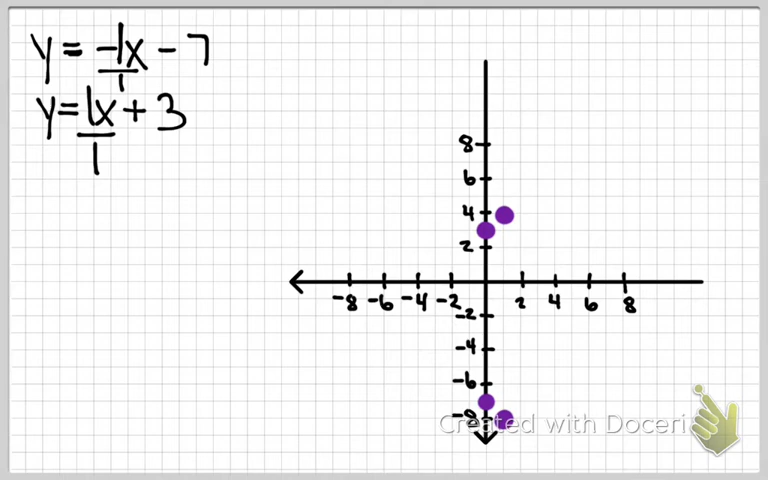 y = -1x - 7
1
y = 1x + 3
1
8
6
4
2
-8 -6 -4 -2 2 4 6 8
-2
-4
-6
-8
Created with Doceri